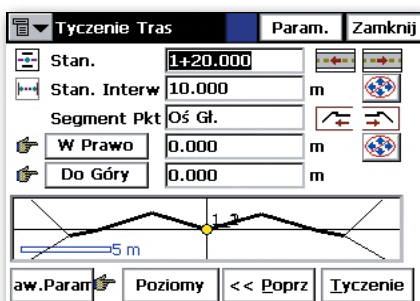 Tyczenie Tras Param. Zamknij
Stan. 1+20.000
Stan. Interw 10.000 m
Segment Pkt Oś Gł.
W Prawo 0.000 m
Do Góry 0.000 m
1_2
5 m
aw.Param Poziomy << Poprz Tyczenie